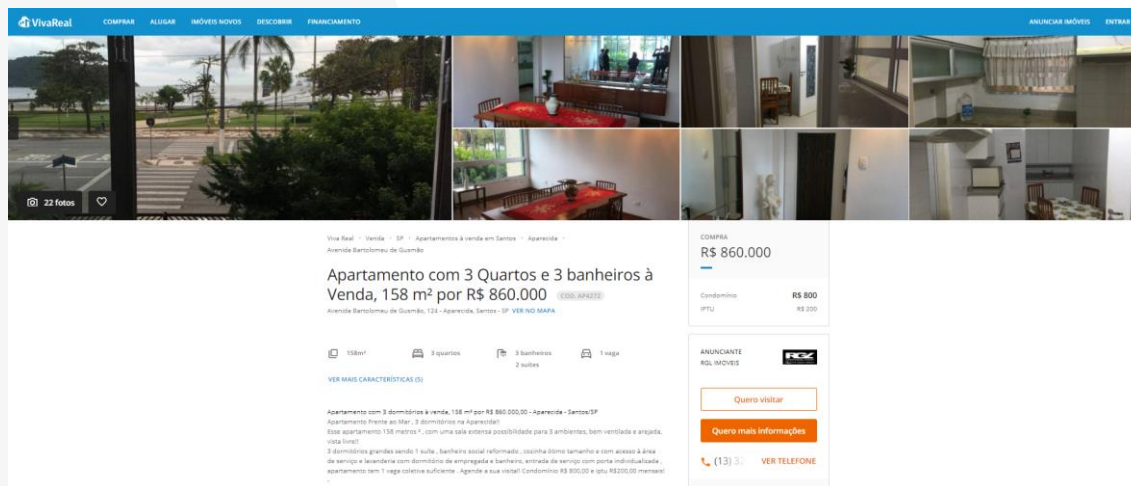 VivaReal
COMPRAR ALUGAR IMÓVEIS NOVOS DESCOBRIR FINANCIAMENTO
ANUNCIAR IMÓVEIS ENTRAR
22 fotos
Viva Real Venda SP Apartamentos à venda em Santos Aparecida
Avenida Bartolomeu de Gusmão
Apartamento com 3 Quartos e 3 banheiros à
Venda, 158 m² por R$ 860.000 COD. AP4272
Avenida Bartolomeu de Gusmão, 124 - Aparecida, Santos - SP VER NO MAPA
158m² 3 quartos 3 banheiros 1 vaga
2 suítes
VER MAIS CARACTERÍSTICAS (5)
Apartamento com 3 dormitórios à venda, 158 m² por R$ 860.000,00 - Aparecida - Santos/SP
Apartamento Frente ao Mar , 3 dormitórios na Aparecida!!
Esse apartamento 158 metros ² , com uma sala extensa possibilidade para 3 ambientes, bem ventilada e arejada,
vista livre!!
3 dormitórios grandes sendo 1 suíte , banheiro social reformado , cozinha ótimo tamanho e com acesso à área
de serviço e lavanderia com dormitório de empregada e banheiro, entrada de serviço com porta individualizada ,
apartamento tem 1 vaga coletiva suficiente . Agende a sua visita!! Condomínio R$ 800,00 e iptu R$200,00 mensais!
COMPRA
R$ 860.000
Condomínio R$ 800
IPTU R$ 200
ANUNCIANTE
RGL IMÓVEIS
RGL
Quero visitar
Quero mais informações
(13) 32 VER TELEFONE